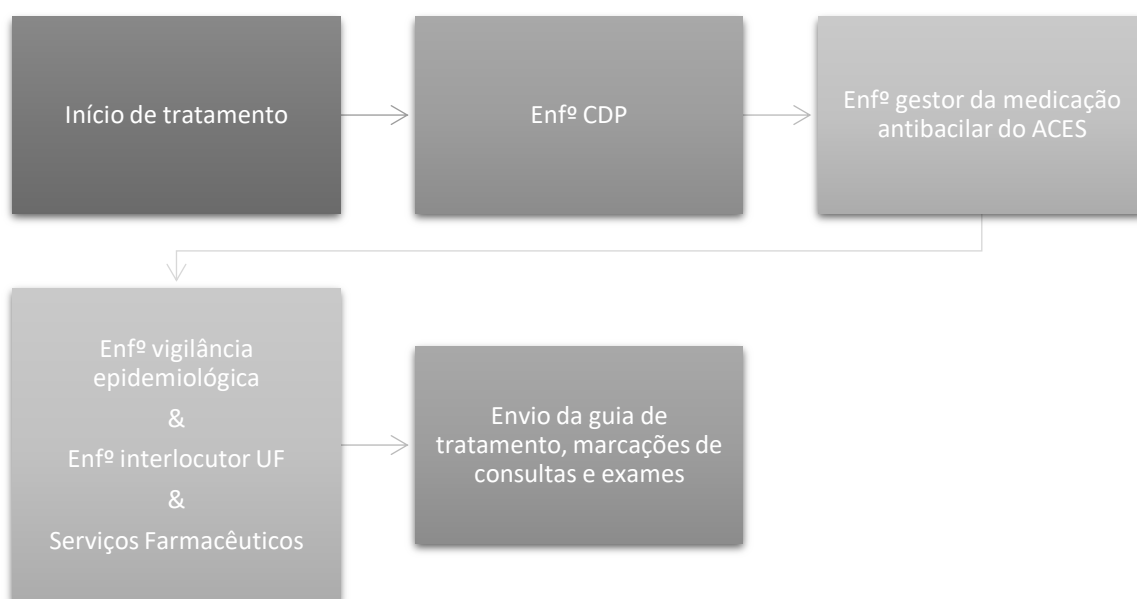 Início de tratamento
Enfº CDP
Enfº gestor da medicação
antibacilar do ACES
Enfº vigilância
epidemiológica
&
Enfº interlocutor UF
&
Serviços Farmacêuticos
Envio da guia de
tratamento, marcações de
consultas e exames